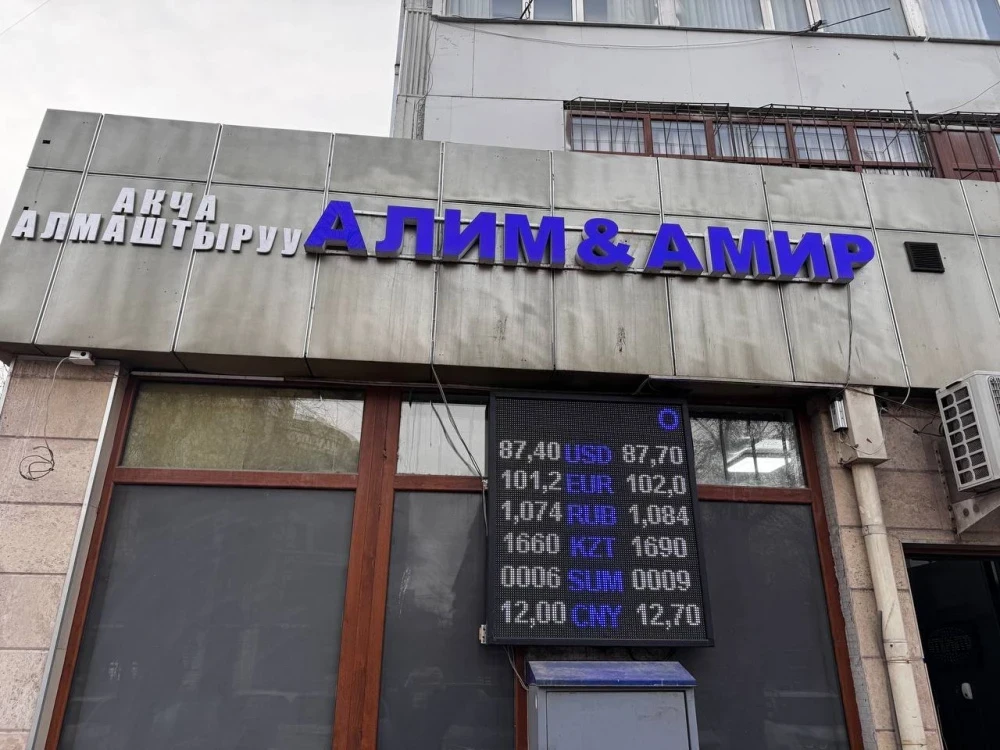 АКЧА
АЛМАШТЫРУУ
АЛИМ&АМИР
87,40 USD 87,70
101,2 EUR 102,0
1,074 RUB 1,084
1660 KZT 1690
0006 SUM 0009
12,00 CNY 12,70